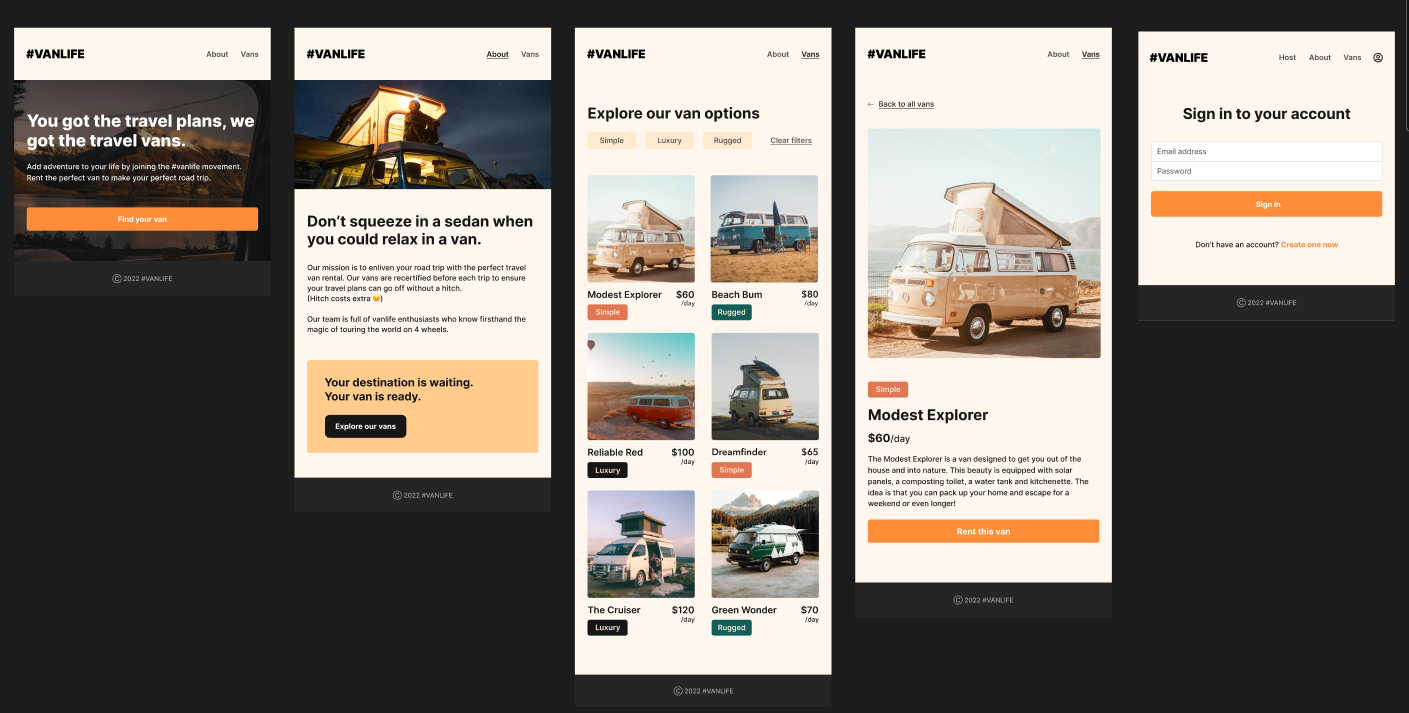 #VANLIFE
About Vans
You got the travel plans, we
got the travel vans.
Add adventure to your life by joining the #vanlife movement.
Rent the perfect van to make your perfect road trip.
Find your van
Ⓒ 2022 #VANLIFE
#VANLIFE
About Vans
Don’t squeeze in a sedan when
you could relax in a van.
Our mission is to enliven your road trip with the perfect travel
van rental. Our vans are recertified before each trip to ensure
your travel plans can go off without a hitch.
(Hitch costs extra 😉)
Our team is full of vanlife enthusiasts who know firsthand the
magic of touring the world on 4 wheels.
Your destination is waiting.
Your van is ready.
Explore our vans
Ⓒ 2022 #VANLIFE
#VANLIFE
About Vans
Explore our van options
Simple Luxury Rugged Clear filters
Modest Explorer $60
/day
Simple
Beach Bum $80
/day
Rugged
Reliable Red $100
/day
Luxury
Dreamfinder $65
/day
Simple
The Cruiser $120
/day
Luxury
Green Wonder $70
/day
Rugged
Ⓒ 2022 #VANLIFE
#VANLIFE
About Vans
← Back to all vans
Simple
Modest Explorer
$60/day
The Modest Explorer is a van designed to get you out of the
house and into nature. This beauty is equipped with solar
panels, a composting toilet, a water tank and kitchenette. The
idea is that you can pack up your home and escape for a
weekend or even longer!
Rent this van
Ⓒ 2022 #VANLIFE
#VANLIFE
Host About Vans
Sign in to your account
Email address
Password
Sign in
Don’t have an account? Create one now
Ⓒ 2022 #VANLIFE